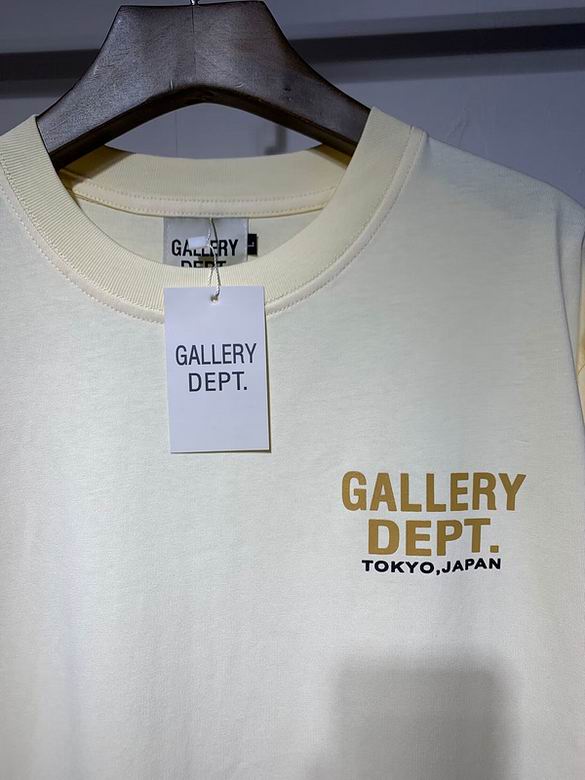 GALLERY
DEPT
L
GALLERY
DEPT.
GALLERY
DEPT.
TOKYO,JAPAN